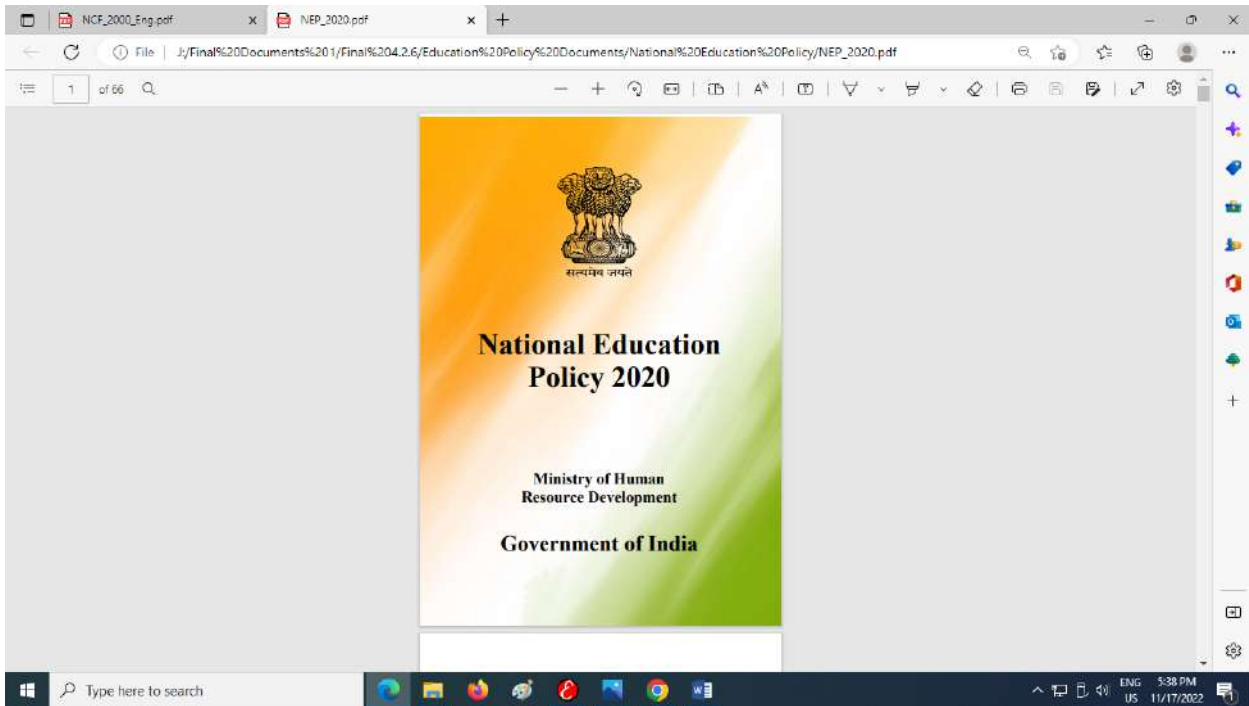 NCF_2000_Eng.pdf
NEP_2020.pdf
File | J:/Final%20Documents%201/Final%204.2.6/Education%20Policy%20Documents/National%20Education%20Policy/NEP_2020.pdf
1 of 66
सत्यमेव जयते
National Education
Policy 2020
Ministry of Human
Resource Development
Government of India
Type here to search
ENG 5:38 PM
US 11/17/2022